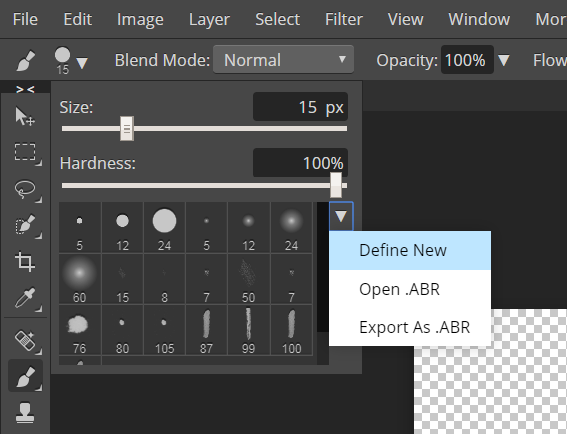 File Edit Image Layer Select Filter View Window Mor
15 Blend Mode: Normal Opacity: 100% Flow
> <
Size: 15 px
Hardness: 100%
5 12 24 5 12 24
Define New
60 15 8 7 50 7
Open .ABR
76 80 105 87 99 100
Export As .ABR